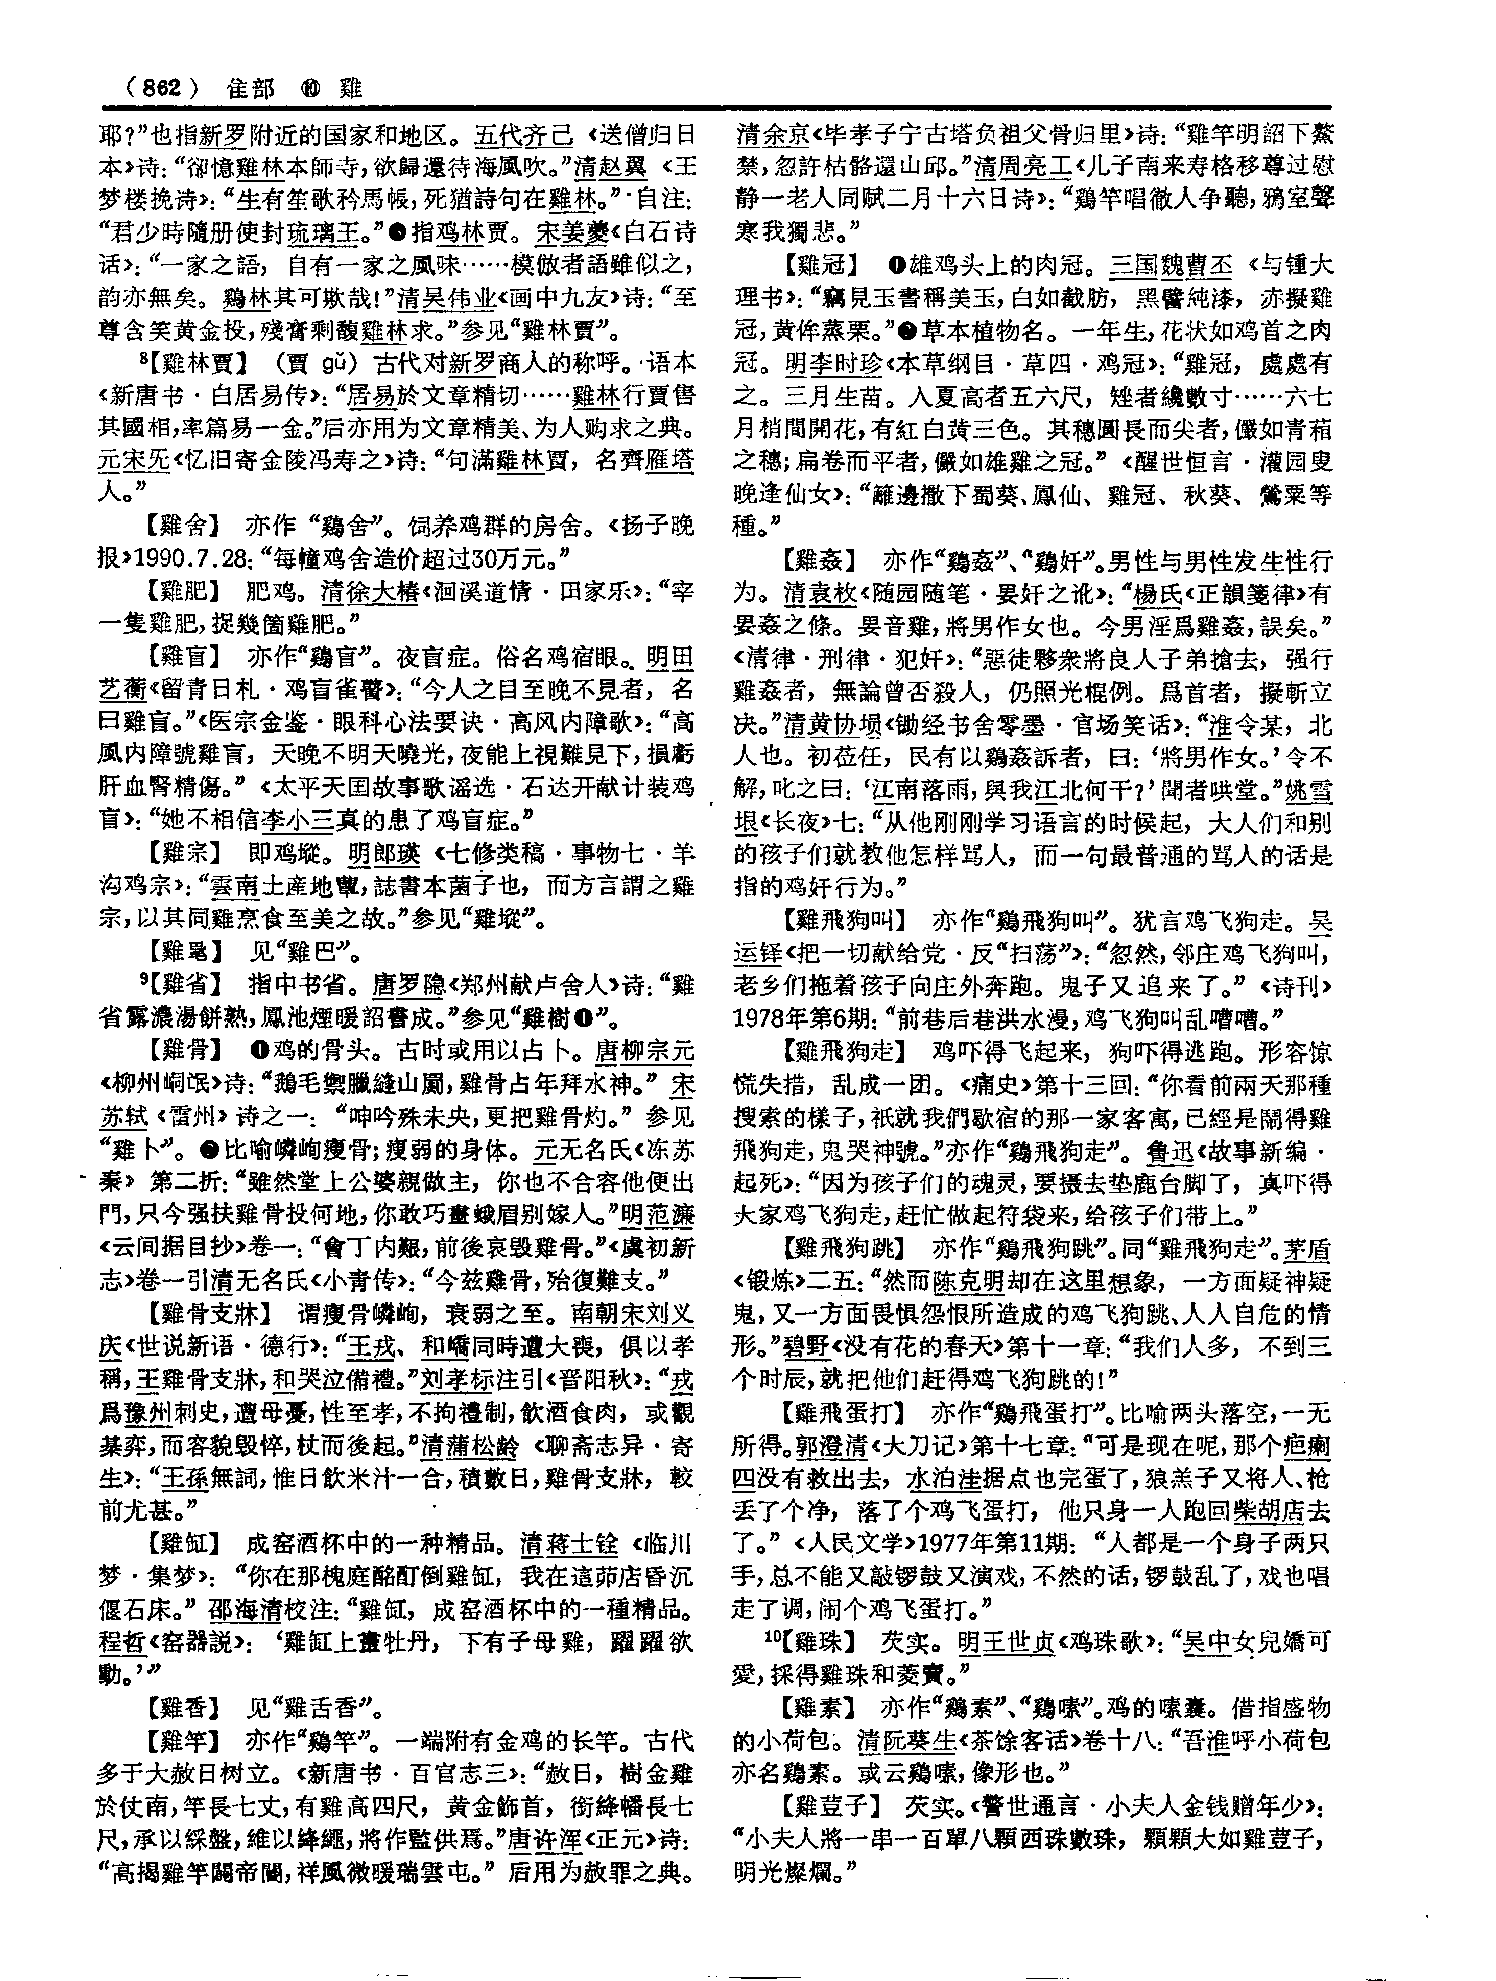 （862） 隹部 ⑩ 雞
耶？”也指新罗附近的国家和地区。五代齐己《送僧归日
本》诗：“卻憶雞林本師寺，欲歸還待海風吹。”清赵翼《王
梦楼挽诗》：“生有笙歌矜馬帳，死猶詩句在雞林。”自注：
“君少時隨册使封琉璃王。”❸指鸡林贾。宋姜夔《白石诗
话》：“一家之語，自有一家之風味……模倣者語雖似之，
韵亦無矣。鷄林其可欺哉！”清吴伟业《画中九友》诗：“至
尊含笑黄金投，殘膏剩馥雞林求。”参见“雞林賈”。
8【雞林賈】（賈 gǔ）古代对新罗商人的称呼。语本
《新唐书·白居易传》：“居易於文章精切……雞林行賈售
其國相，率篇易一金。”后亦用为文章精美、为人购求之典。
元宋旡《忆旧寄金陵冯寿之》诗：“句滿雞林賈，名齊雁塔
人。”
【雞舍】 亦作“鷄舍”。饲养鸡群的房舍。《扬子晚
报》1990.7.28：“每幢鸡舍造价超过30万元。”
【雞肥】 肥鸡。清徐大椿《洄溪道情·田家乐》：“宰
一隻雞肥，捉幾箇雞肥。”
【雞盲】 亦作“鷄盲”。夜盲症。俗名鸡宿眼。明田
艺蘅《留青日札·鸡盲雀瞽》：“今人之目至晚不見者，名
曰雞盲。”《医宗金鉴·眼科心法要诀·高风内障歌》：“高
風内障號雞盲，天晚不明天曉光，夜能上視難見下，損虧
肝血腎精傷。”《太平天囯故事歌谣选·石达开献计装鸡
盲》：“她不相信李小三真的患了鸡盲症。”
【雞宗】 即鸡㙡。明郎瑛《七修类稿·事物七·羊
沟鸡宗》：“雲南土産地蕈，誌書本菌子也，而方言謂之雞
宗，以其同雞烹食至美之故。”参见“雞㙡”。
【雞毣】 见“雞巴”。
9【雞省】 指中书省。唐罗隐《郑州献卢舍人》诗：“雞
省露濃湯餅熟，鳳池煙暖詔書成。”参见“雞樹❶”。
【雞骨】 ❶鸡的骨头。古时或用以占卜。唐柳宗元
《柳州峒氓》诗：“鵝毛禦臘縫山罽，雞骨占年拜水神。”宋
苏轼《雷州》诗之一：“呻吟殊未央，更把雞骨灼。”参见
“雞卜”。❷比喻嶙峋瘦骨；瘦弱的身体。元无名氏《冻苏
秦》第二折：“雖然堂上公婆親做主，你也不合容他便出
門，只今强扶雞骨投何地，你敢巧畫蛾眉别嫁人。”明范濂
《云间据目抄》卷一：“會丁内艱，前後哀毁雞骨。”《虞初新
志》卷一引清无名氏《小青传》：“今兹雞骨，殆復難支。”
【雞骨支牀】 谓瘦骨嶙峋，衰弱之至。南朝宋刘义
庆《世说新语·德行》：“王戎、和嶠同時遭大喪，俱以孝
稱，王雞骨支牀，和哭泣備禮。”刘孝标注引《晋阳秋》：“戎
爲豫州刺史，遭母憂，性至孝，不拘禮制，飲酒食肉，或觀
棊弈，而容貌毁悴，杖而後起。”清蒲松龄《聊斋志异·寄
生》：“王孫無詞，惟日飲米汁一合，積數日，雞骨支牀，較
前尤甚。”
【雞缸】 成窑酒杯中的一种精品。清蒋士铨《临川
梦·集梦》：“你在那槐庭酩酊倒雞缸，我在這茆店昏沉
偃石床。”邵海清校注：“雞缸，成窑酒杯中的一種精品。
程哲《窑器説》：‘雞缸上畫牡丹，下有子母雞，躍躍欲
動。’”
【雞香】 见“雞舌香”。
【雞竿】 亦作“鷄竿”。一端附有金鸡的长竿。古代
多于大赦日树立。《新唐书·百官志三》：“赦日，樹金雞
於仗南，竿長七丈，有雞高四尺，黄金飾首，銜絳幡長七
尺，承以綵盤，維以絳繩，將作監供焉。”唐许浑《正元》诗：
“高揭雞竿闢帝閽，祥風微暖瑞雲屯。”后用为赦罪之典。
清余京《毕孝子宁古塔负祖父骨归里》诗：“雞竿明詔下螯
禁，忽許枯骼還山邱。”清周亮工《儿子南来寿格移尊过慰
静一老人同赋二月十六日诗》：“鷄竿唱徹人争聽，鴉室聲
寒我獨悲。”
【雞冠】 ❶雄鸡头上的肉冠。三国魏曹丕《与锺大
理书》：“竊見玉書稱美玉，白如截肪，黑譬純漆，赤擬雞
冠，黄侔蒸栗。”❷草本植物名。一年生，花状如鸡首之肉
冠。明李时珍《本草纲目·草四·鸡冠》：“雞冠，處處有
之。三月生苗。入夏高者五六尺，矬者纔數寸……六七
月梢間開花，有紅白黄三色。其穗圓長而尖者，儼如青葙
之穗；扁卷而平者，儼如雄雞之冠。”《醒世恒言·灌园叟
晚逢仙女》：“籬邊撒下蜀葵、鳳仙、雞冠、秋葵、鶯粟等
種。”
【雞姦】 亦作“鷄姦”、“鷄奸”。男性与男性发生性行
为。清袁枚《随园随笔·㚻奸之讹》：“楊氏《正韻箋律》有
㚻姦之條。㚻音雞，將男作女也。今男淫爲雞姦，誤矣。”
《清律·刑律·犯奸》：“惡徒夥衆將良人子弟搶去，强行
雞姦者，無論曾否殺人，仍照光棍例。爲首者，擬斬立
决。”清黄协埙《锄经书舍零墨·官场笑话》：“淮令某，北
人也。初莅任，民有以鷄姦訴者，曰：‘將男作女。’令不
解，叱之曰：‘江南落雨，與我江北何干？’聞者哄堂。”姚雪
垠《长夜》七：“从他刚刚学习语言的时候起，大人们和别
的孩子们就教他怎样骂人，而一句最普通的骂人的话是
指的鸡奸行为。”
【雞飛狗叫】 亦作“鷄飛狗叫”。犹言鸡飞狗走。吴
运铎《把一切献给党·反“扫荡”》：“忽然，邻庄鸡飞狗叫，
老乡们拖着孩子向庄外奔跑。鬼子又追来了。”《诗刊》
1978年第6期：“前巷后巷洪水漫，鸡飞狗叫乱嘈嘈。”
【雞飛狗走】 鸡吓得飞起来，狗吓得逃跑。形容惊
慌失措，乱成一团。《痛史》第十三回：“你看前兩天那種
搜索的樣子，祇就我們歇宿的那一家客寓，已經是鬧得雞
飛狗走，鬼哭神號。”亦作“鷄飛狗走”。鲁迅《故事新编·
起死》：“因为孩子们的魂灵，要摄去垫鹿台脚了，真吓得
大家鸡飞狗走，赶忙做起符袋来，给孩子们带上。”
【雞飛狗跳】 亦作“鷄飛狗跳”。同“雞飛狗走”。茅盾
《锻炼》二五：“然而陈克明却在这里想象，一方面疑神疑
鬼，又一方面畏惧怨恨所造成的鸡飞狗跳、人人自危的情
形。”碧野《没有花的春天》第十一章：“我们人多，不到三
个时辰，就把他们赶得鸡飞狗跳的！”
【雞飛蛋打】 亦作“鷄飛蛋打”。比喻两头落空，一无
所得。郭澄清《大刀记》第十七章：“可是现在呢，那个疤瘌
四没有救出去，水泊洼据点也完蛋了，狼羔子又将人、枪
丢了个净，落了个鸡飞蛋打，他只身一人跑回柴胡店去
了。”《人民文学》1977年第11期：“人都是一个身子两只
手，总不能又敲锣鼓又演戏，不然的话，锣鼓乱了，戏也唱
走了调，闹个鸡飞蛋打。”
10【雞珠】 芡实。明王世贞《鸡珠歌》：“吴中女兒嬌可
愛，採得雞珠和菱實。”
【雞素】 亦作“鷄素”、“鷄嗉”。鸡的嗉囊。借指盛物
的小荷包。清阮葵生《茶馀客话》卷十八：“吾淮呼小荷包
亦名鷄素。或云鷄嗉，像形也。”
【雞荳子】 芡实。《警世通言·小夫人金钱赠年少》：
“小夫人將一串一百單八顆西珠數珠，顆顆大如雞荳子，
明光燦爛。”